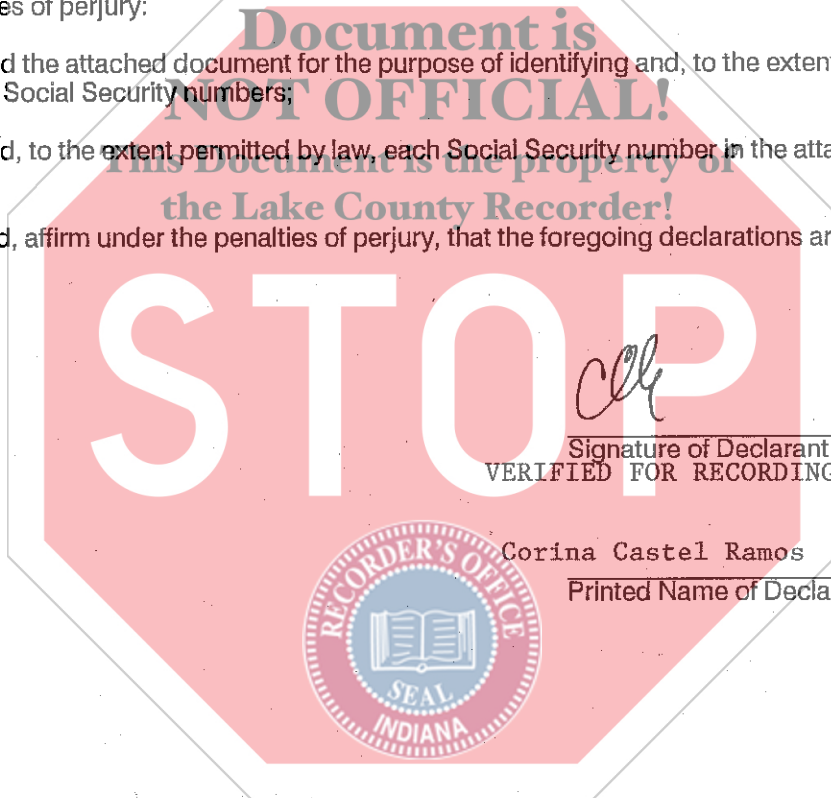 es of perjury:
Document is
d the attached document for the purpose of identifying and, to the exten
Social Security numbers;
NOT OFFICIAL!
d, to the extent permitted by law, each Social Security number in the atta
This Document is the property of
the Lake County Recorder!
d, affirm under the penalties of perjury, that the foregoing declarations ar
STOP
Signature of Declarant
VERIFIED FOR RECORDING
Corina Castel Ramos
Printed Name of Decla
RECORDER'S OFFICE
SEAL
INDIANA